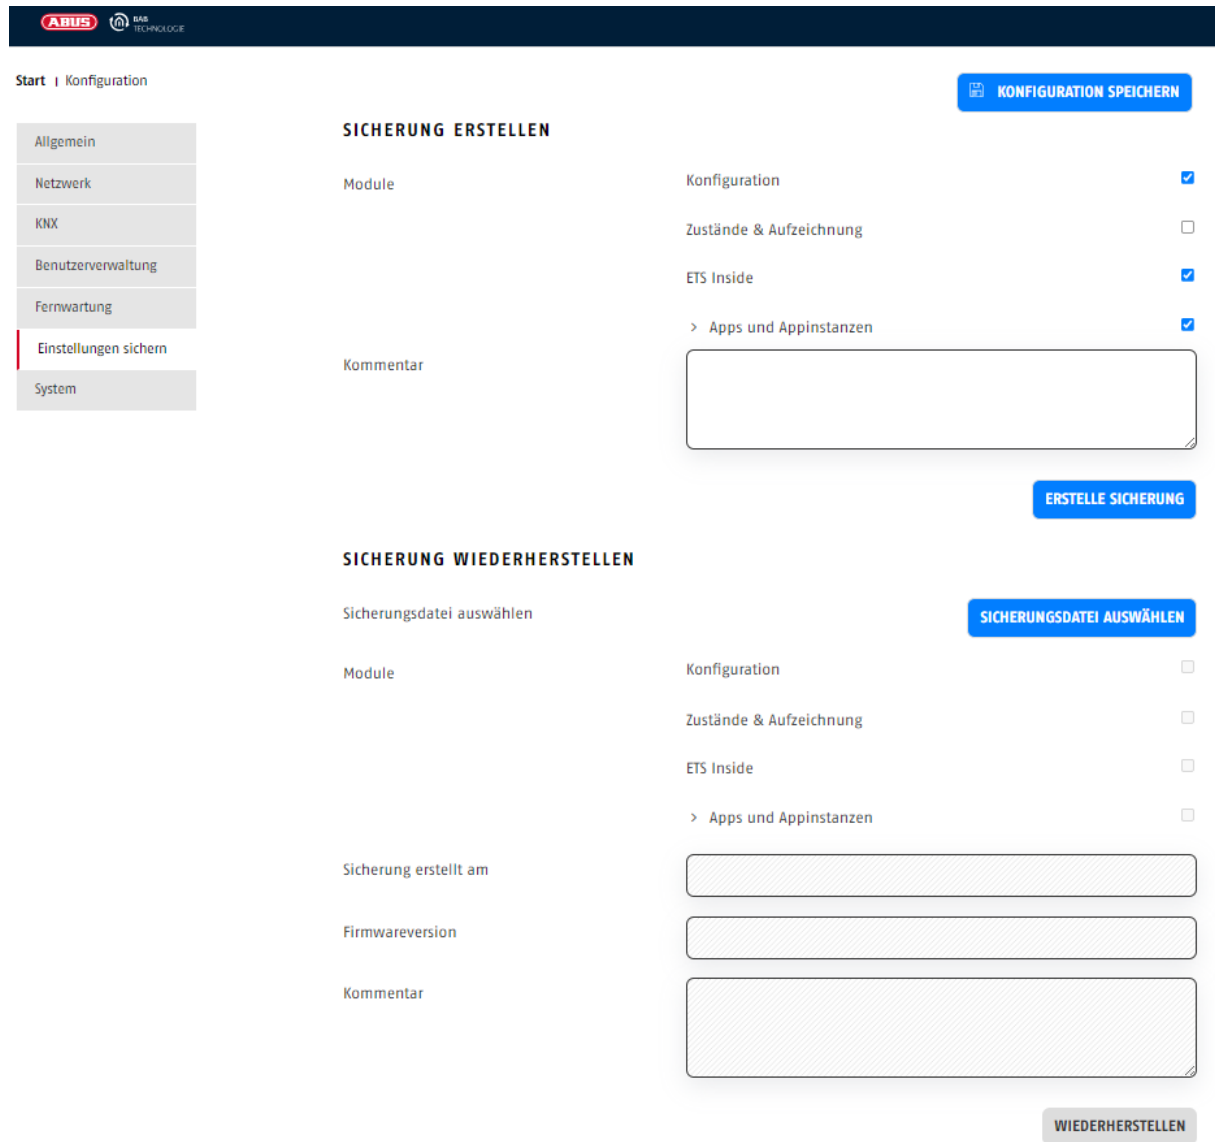 ABUS BAB
TECHNOLOGIE
Start | Konfiguration
KONFIGURATION SPEICHERN
Allgemein
Netzwerk
KNX
Benutzerverwaltung
Fernwartung
Einstellungen sichern
System
SICHERUNG ERSTELLEN
Module
Konfiguration
Zustände & Aufzeichnung
ETS Inside
> Apps und Appinstanzen
Kommentar
ERSTELLE SICHERUNG
SICHERUNG WIEDERHERSTELLEN
Sicherungsdatei auswählen
SICHERUNGSDATEI AUSWÄHLEN
Module
Konfiguration
Zustände & Aufzeichnung
ETS Inside
> Apps und Appinstanzen
Sicherung erstellt am
Firmwareversion
Kommentar
WIEDERHERSTELLEN